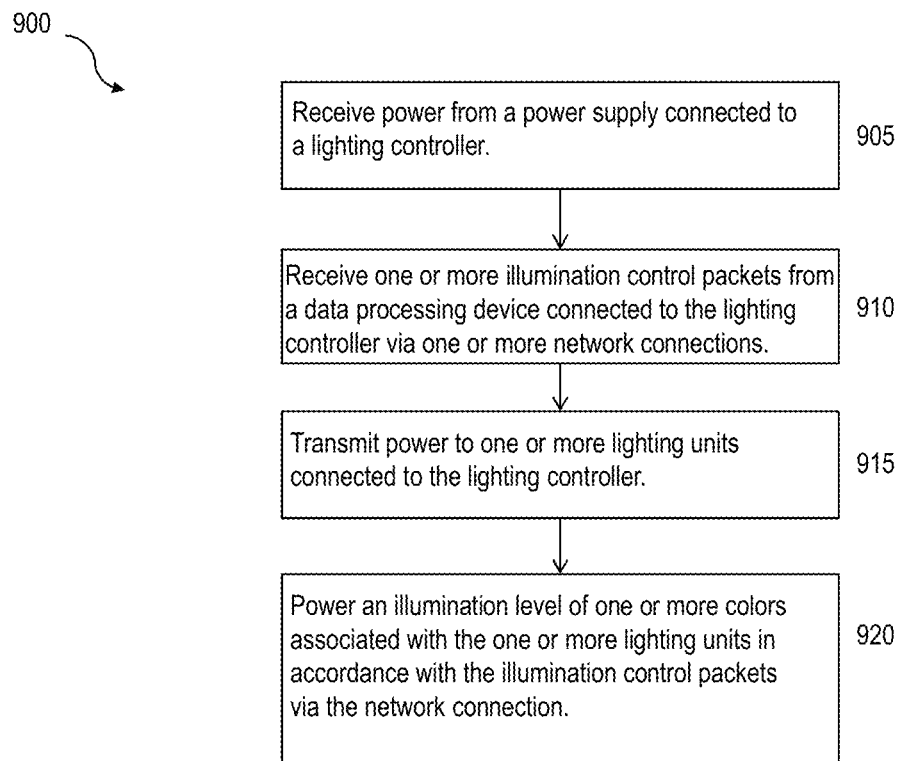 900
Receive power from a power supply connected to
a lighting controller.
905
Receive one or more illumination control packets from
a data processing device connected to the lighting
controller via one or more network connections.
910
Transmit power to one or more lighting units
connected to the lighting controller.
915
Power an illumination level of one or more colors
associated with the one or more lighting units in
accordance with the illumination control packets
via the network connection.
920